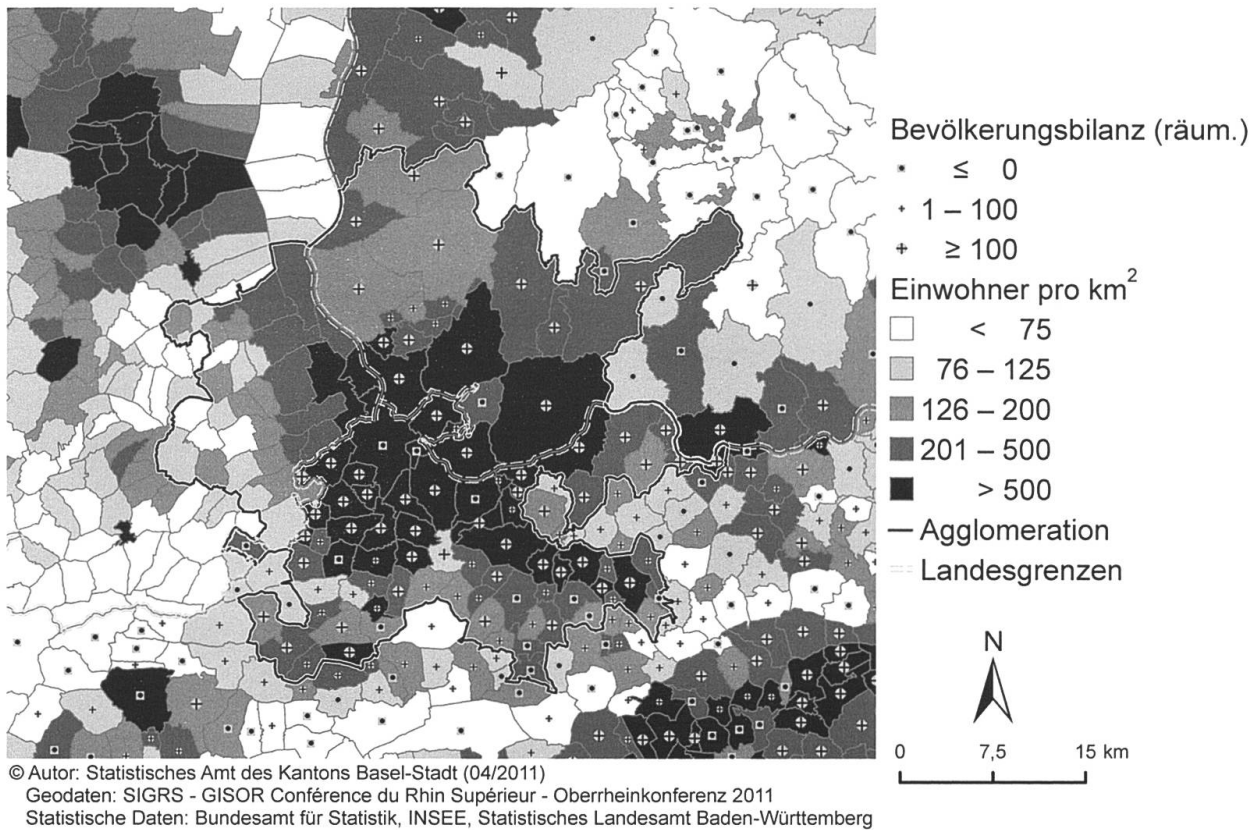 Bevölkerungsbilanz (räum.)
≤ 0
1 – 100
≥ 100
Einwohner pro km²
< 75
76 – 125
126 – 200
201 – 500
> 500
Agglomeration
Landesgrenzen
N
0 7,5 15 km
© Autor: Statistisches Amt des Kantons Basel-Stadt (04/2011)
Geodaten: SIGRS - GISOR Conférence du Rhin Supérieur - Oberrheinkonferenz 2011
Statistische Daten: Bundesamt für Statistik, INSEE, Statistisches Landesamt Baden-Württemberg